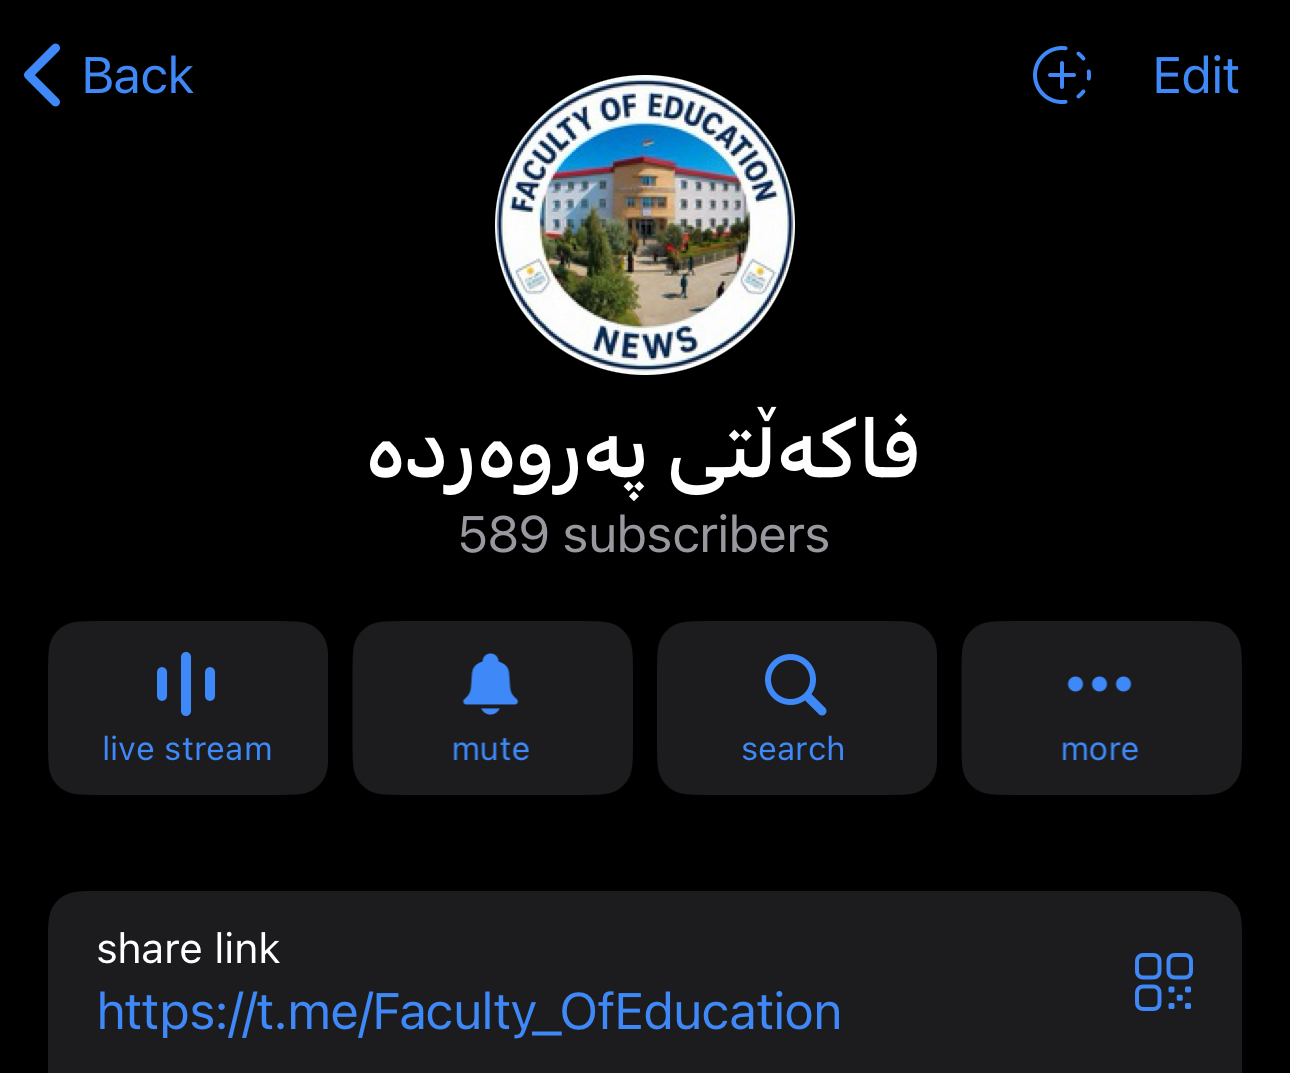 Back
Edit
FACULTY OF EDUCATION
NEWS
فاکەڵتی پەروەردە
589 subscribers
live stream
mute
search
more
share link
https://t.me/Faculty_OfEducation